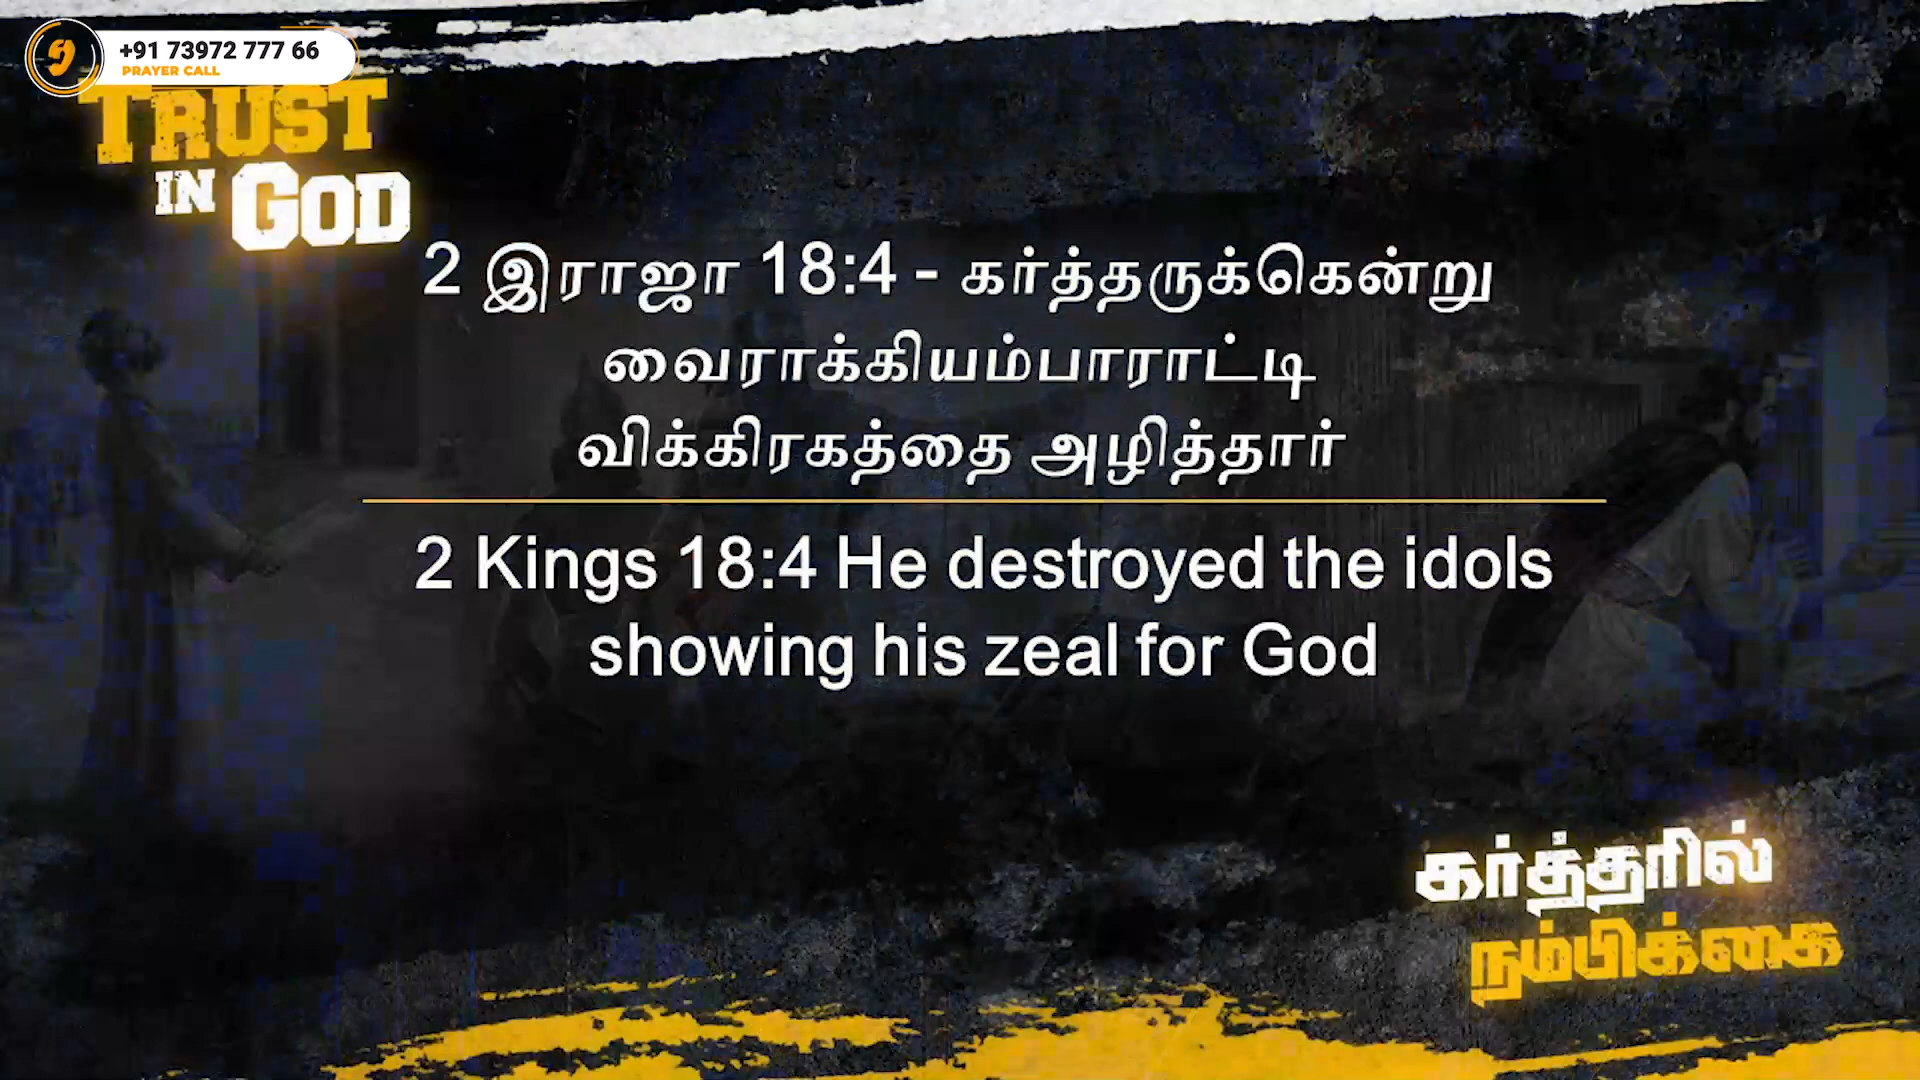 +91 73972 777 66
PRAYER CALL
TRUST
IN GOD
2 இராஜா 18:4 - கர்த்தருக்கென்று
வைராக்கியம்பாராட்டி
விக்கிரகத்தை அழித்தார்
2 Kings 18:4 He destroyed the idols
showing his zeal for God
கர்த்தரில்
நம்பிக்கை